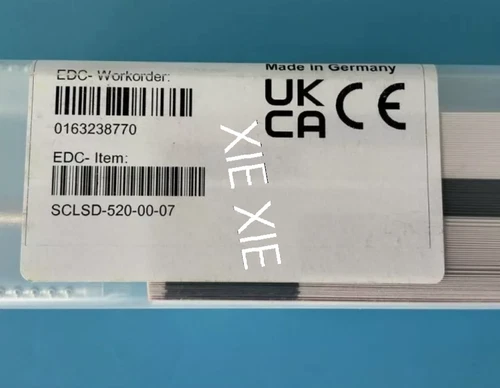 Made in Germany
EDC- Workorder:
0163238770
UK
CA
CE
EDC- Item:
SCLSD-520-00-07
XIE XIE